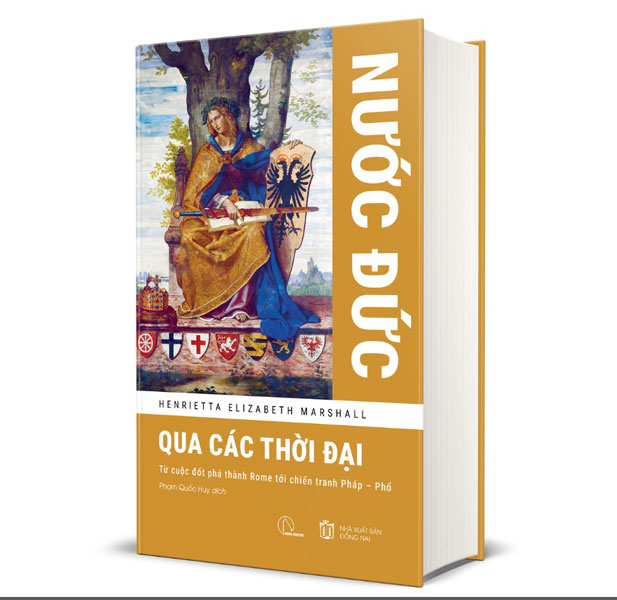 NƯỚC ĐỨC
HENRIETTA ELIZABETH MARSHALL
QUA CÁC THỜI ĐẠI
Từ cuộc đốt phá thành Rome tới chiến tranh Pháp – Phổ
Phạm Quốc Huy dịch
NHÀ XUẤT BẢN
ĐỒNG NAI